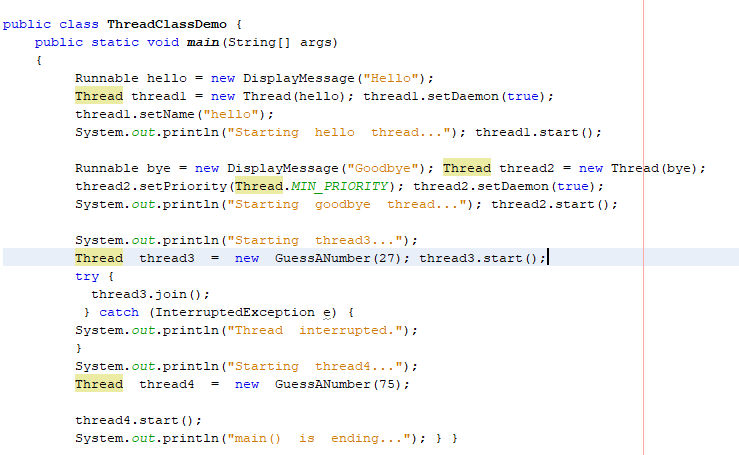 public class ThreadClassDemo {
public static void main(String[] args)
{
Runnable hello = new DisplayMessage("Hello");
Thread thread1 = new Thread(hello); thread1.setDaemon(true);
thread1.setName("hello");
System.out.println("Starting hello thread..."); thread1.start();
Runnable bye = new DisplayMessage("Goodbye"); Thread thread2 = new Thread(bye);
thread2.setPriority(Thread.MIN_PRIORITY); thread2.setDaemon(true);
System.out.println("Starting goodbye thread..."); thread2.start();
System.out.println("Starting thread3...");
Thread thread3 = new GuessANumber(27); thread3.start();
try {
thread3.join();
} catch (InterruptedException e) {
System.out.println("Thread interrupted.");
}
System.out.println("Starting thread4...");
Thread thread4 = new GuessANumber(75);
thread4.start();
System.out.println("main() is ending..."); } }